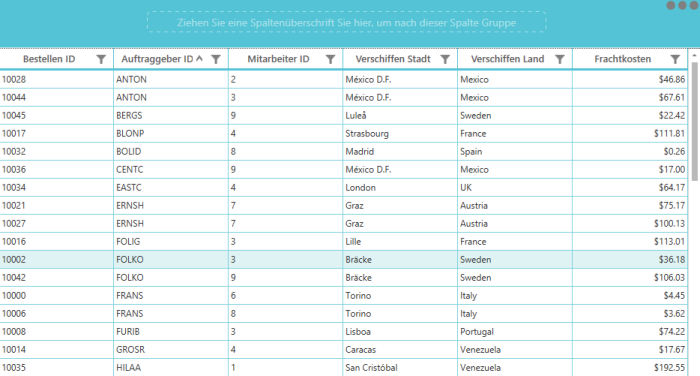 Ziehen Sie eine Spaltenüberschrift Sie hier, um nach dieser Spalte Gruppe
Bestellen ID Auftraggeber ID Mitarbeiter ID Verschiffen Stadt Verschiffen Land Frachtkosten
10028 ANTON 2 México D.F. Mexico $46.86
10044 ANTON 3 México D.F. Mexico $67.61
10045 BERGS 9 Luleå Sweden $22.42
10017 BLONP 4 Strasbourg France $111.81
10032 BOLID 8 Madrid Spain $0.26
10036 CENTC 9 México D.F. Mexico $17.00
10034 EASTC 4 London UK $64.17
10021 ERNSH 7 Graz Austria $75.17
10027 ERNSH 7 Graz Austria $100.13
10016 FOLIG 3 Lille France $113.01
10002 FOLKO 3 Bräcke Sweden $36.18
10042 FOLKO 9 Bräcke Sweden $106.03
10000 FRANS 6 Torino Italy $4.45
10006 FRANS 8 Torino Italy $3.62
10008 FURIB 3 Lisboa Portugal $74.22
10014 GROSR 4 Caracas Venezuela $17.67
10035 HILAA 1 San Cristóbal Venezuela $192.55